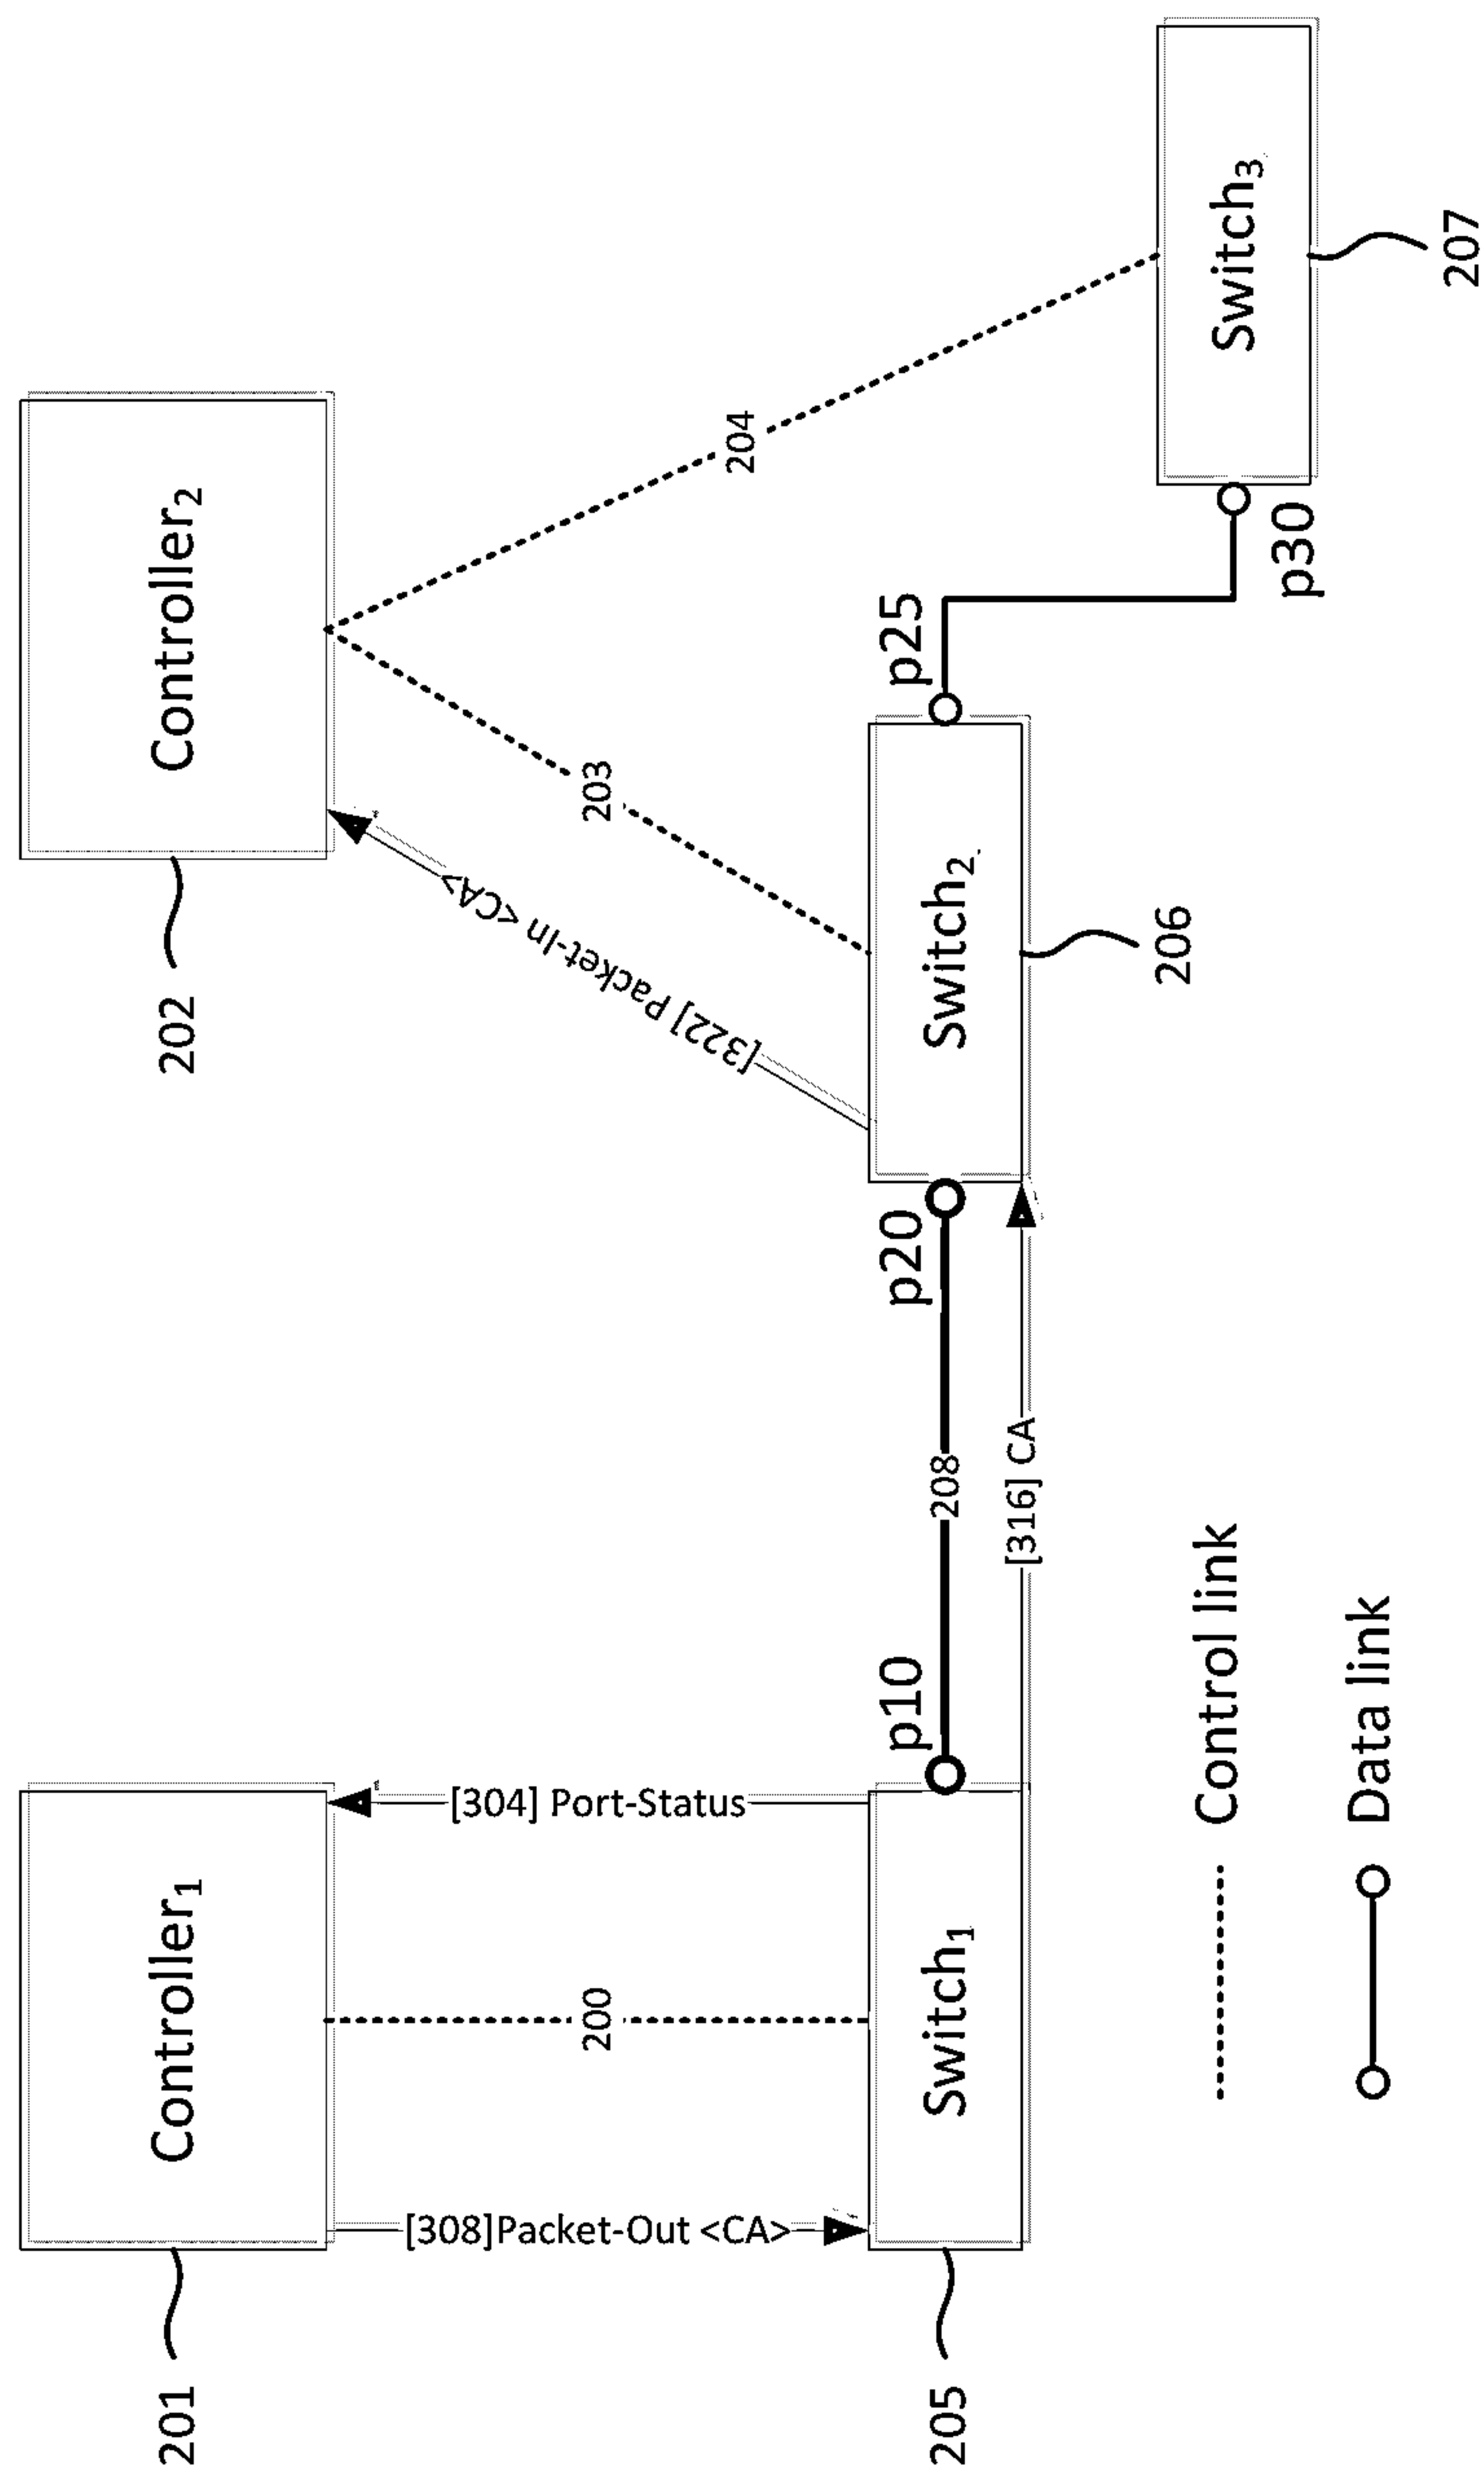 Controller₁
Controller₂
201
202
[308]Packet-Out <CA>
200
[304] Port-Status
[322] Packet-In <CA>
203
204
Switch₁
p10
208
p20
Switch₂
p25
205
[316] CA
206
Switch₃
p30
207
Control link
Data link